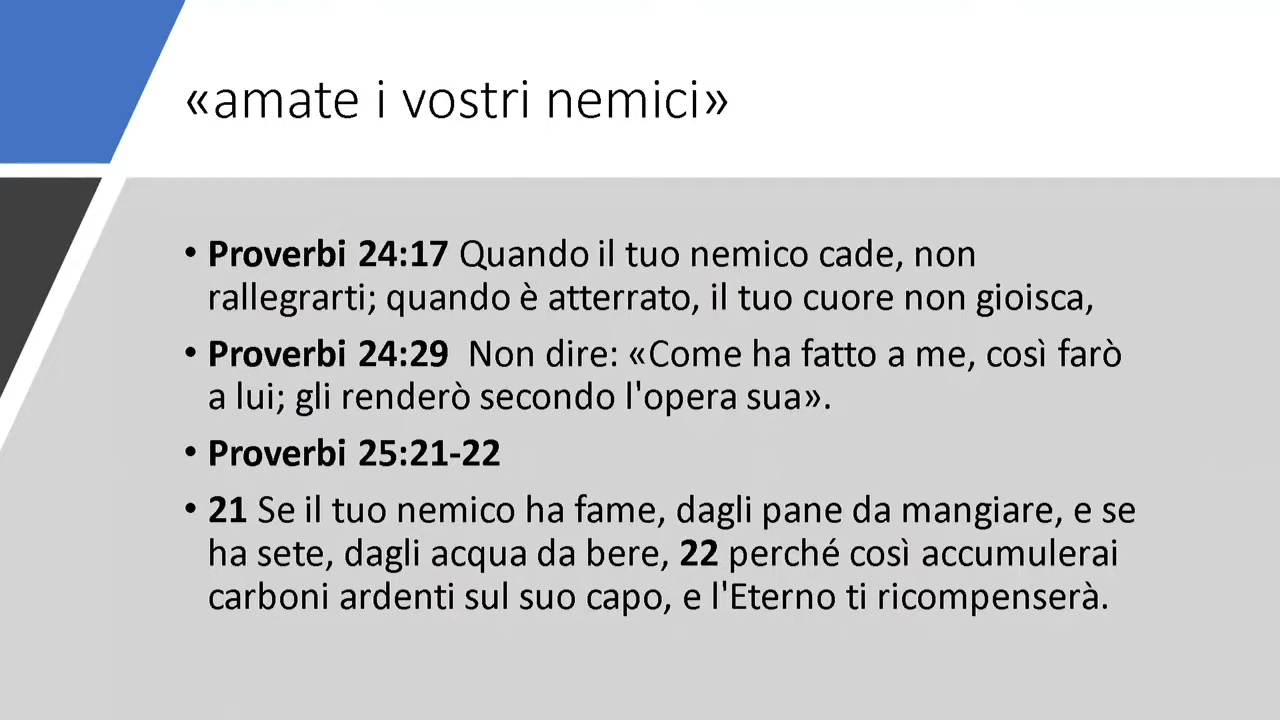 «amate i vostri nemici»
• Proverbi 24:17 Quando il tuo nemico cade, non
rallegrarti; quando è atterrato, il tuo cuore non gioisca,
• Proverbi 24:29 Non dire: «Come ha fatto a me, così farò
a lui; gli renderò secondo l'opera sua».
• Proverbi 25:21-22
• 21 Se il tuo nemico ha fame, dagli pane da mangiare, e se
ha sete, dagli acqua da bere, 22 perché così accumulerai
carboni ardenti sul suo capo, e l'Eterno ti ricompenserà.